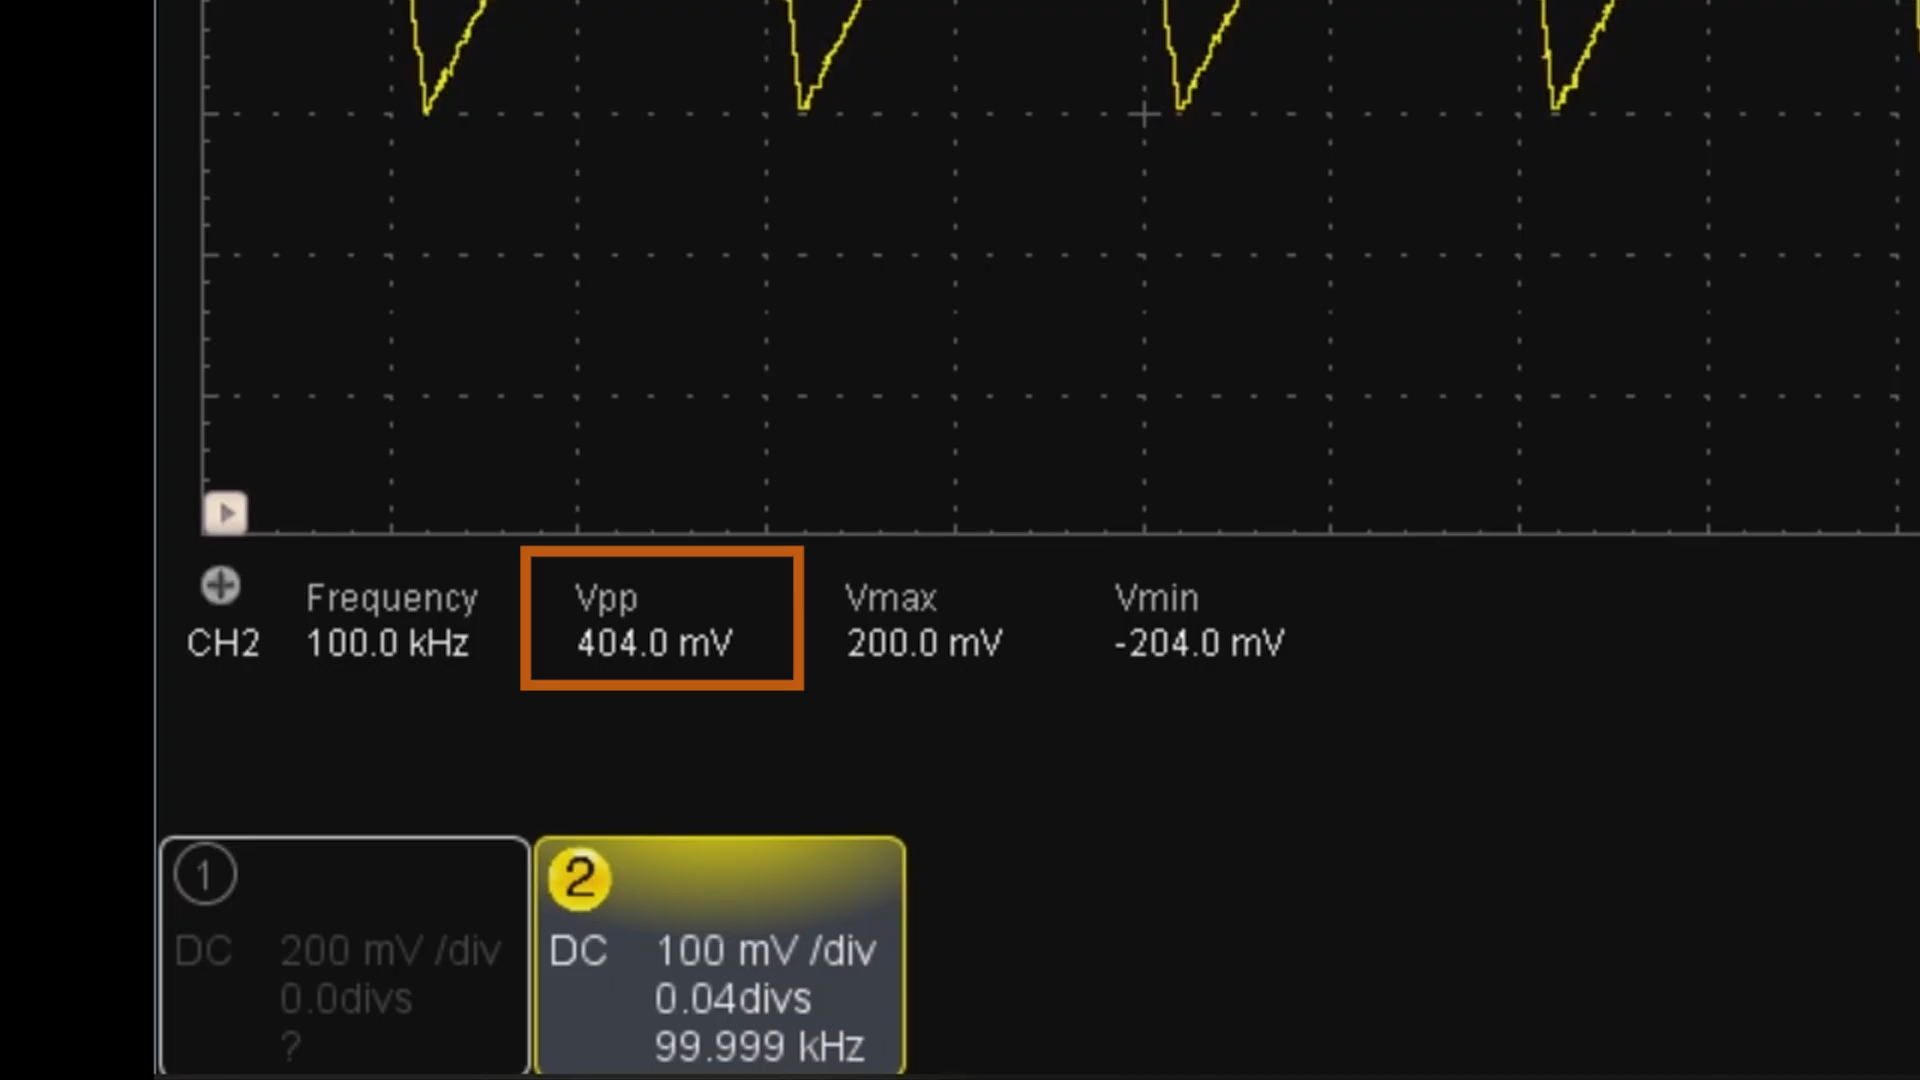 Frequency Vpp Vmax Vmin
CH2 100.0 kHz 404.0 mV 200.0 mV -204.0 mV
1
DC 200 mV /div
0.0divs
?
2
DC 100 mV /div
0.04divs
99.999 kHz